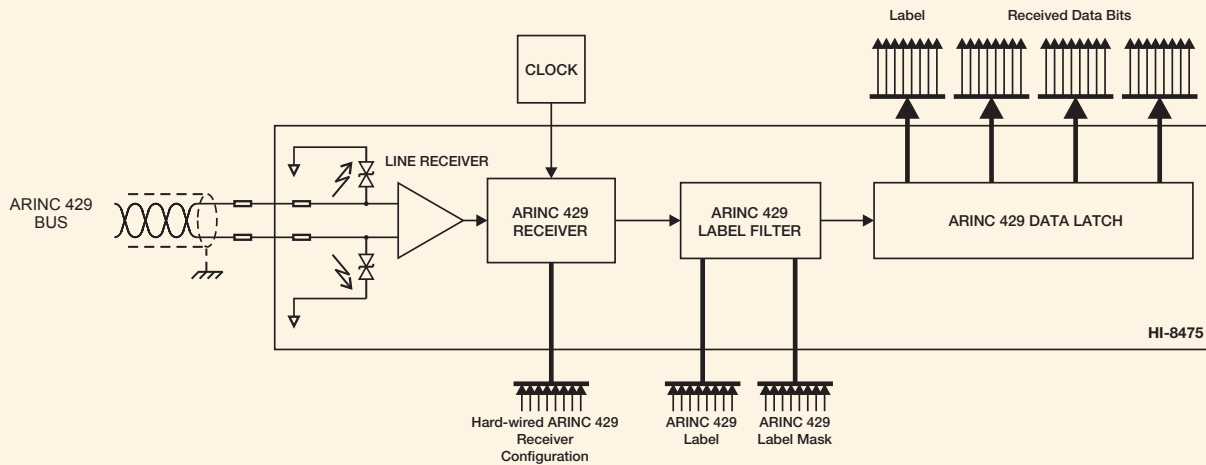 Label
Received Data Bits
CLOCK
LINE RECEIVER
ARINC 429
BUS
ARINC 429
RECEIVER
ARINC 429
LABEL FILTER
ARINC 429 DATA LATCH
HI-8475
Hard-wired ARINC 429
Receiver
Configuration
ARINC 429
Label
ARINC 429
Label Mask